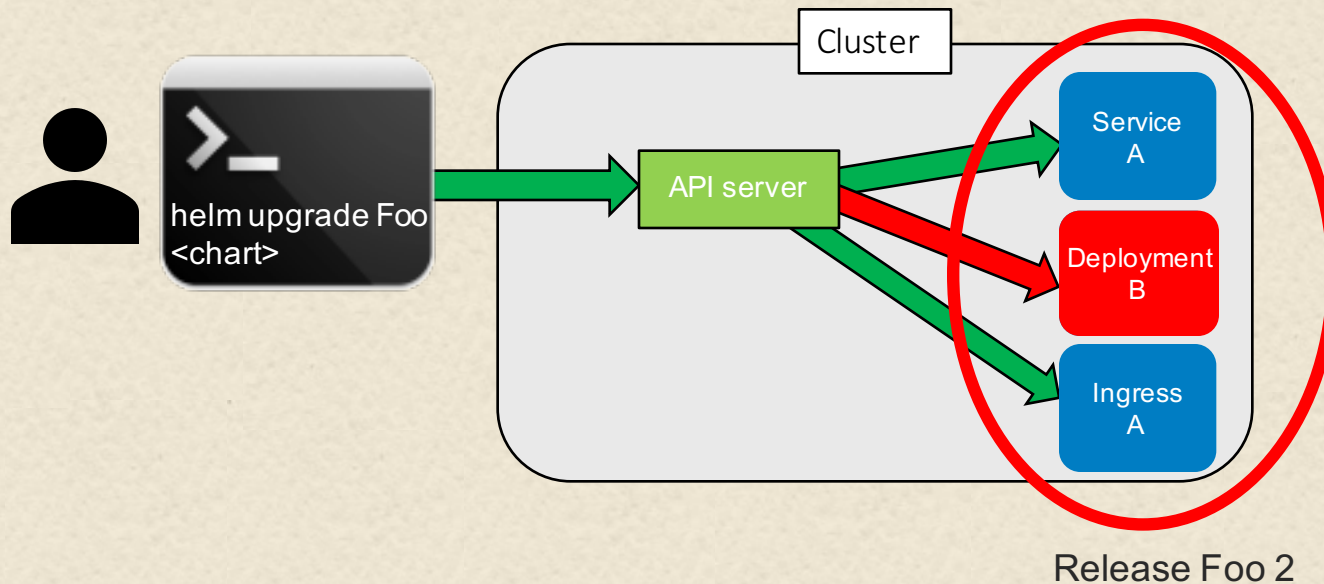 Cluster
>_
helm upgrade Foo
<chart>
API server
Service
A
Deployment
B
Ingress
A
Release Foo 2